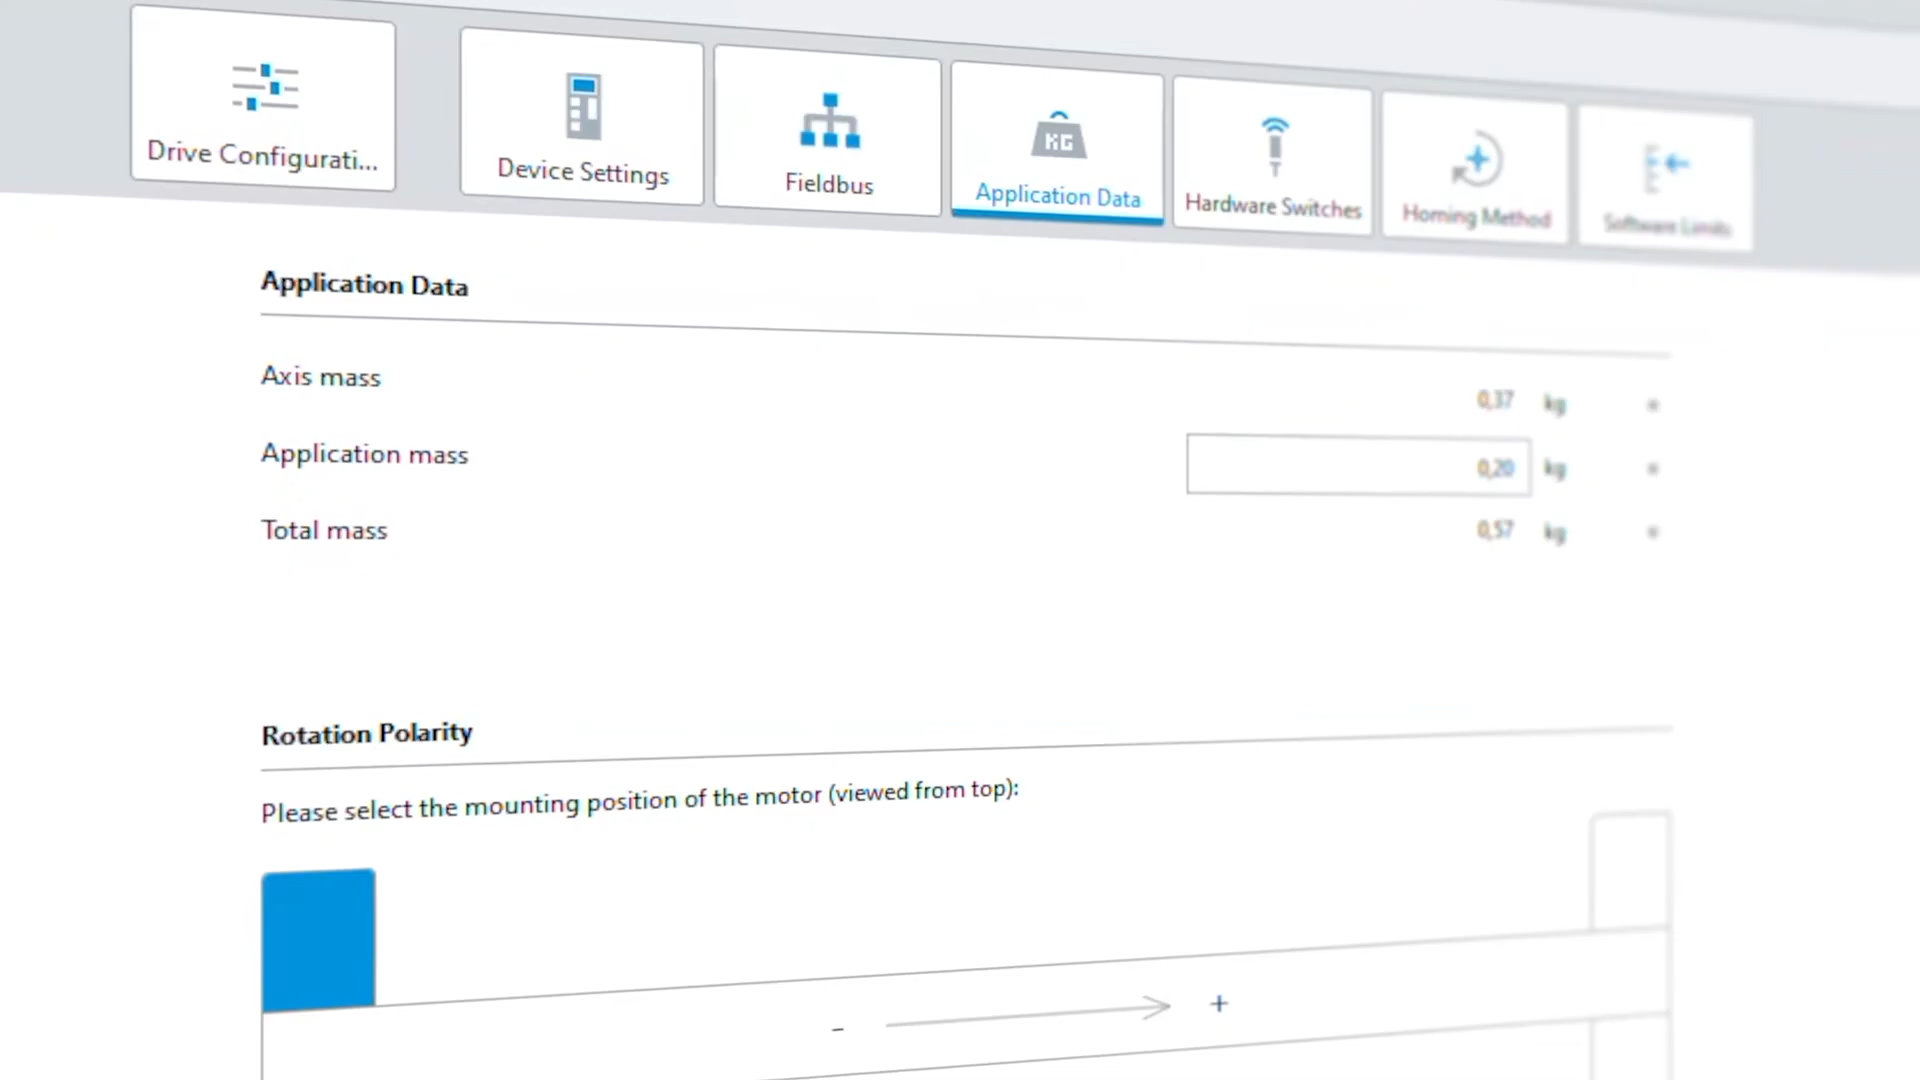 Drive Configurati...
Device Settings
Fieldbus
KG
Application Data
Hardware Switches
Homing Method
Software Limits
Application Data
Axis mass 0,37 kg
Application mass 0,20 kg
Total mass 0,57 kg
Rotation Polarity
Please select the mounting position of the motor (viewed from top):
- +